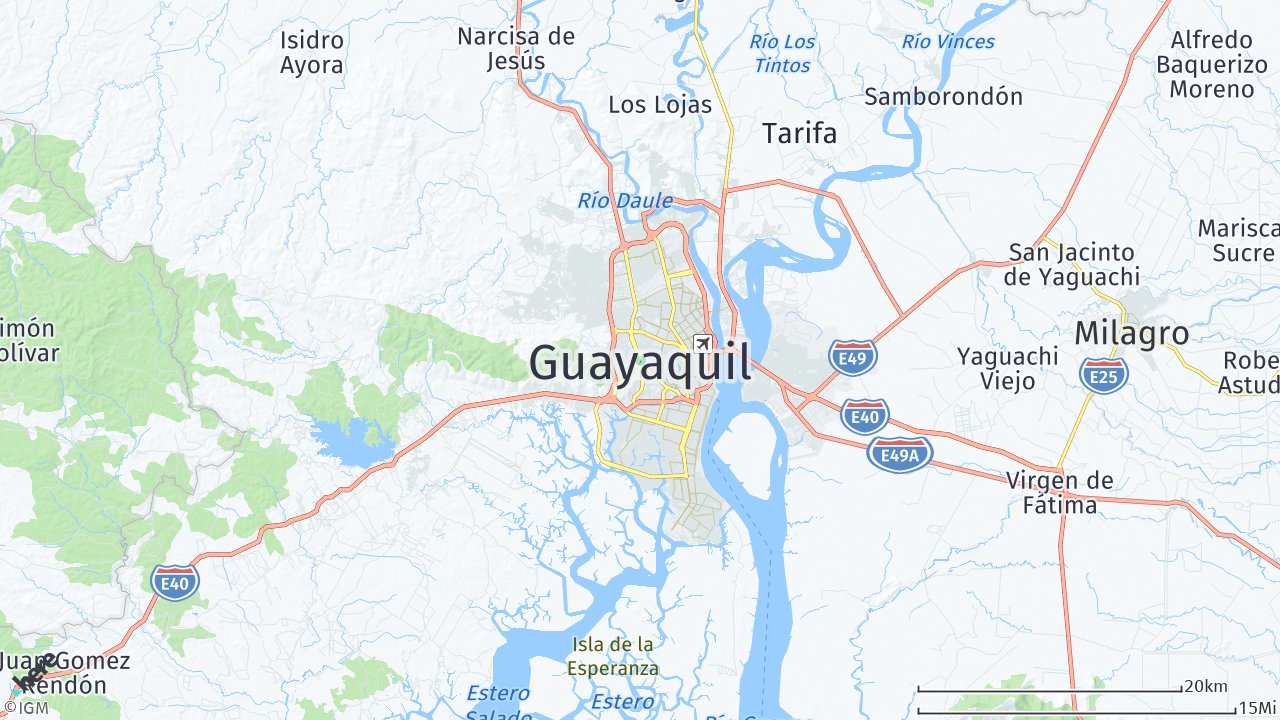 Isidro
Ayora
Narcisa de
Jesús
Río Los
Tintos
Río Vinces
Alfredo
Baquerizo
Moreno
Los Lojas
Samborondón
Tarifa
Río Daule
Marisca
Sucre
San Jacinto
de Yaguachi
imón
olívar
Guayaquil
Milagro
E49
Yaguachi
Viejo
E25
Robe
Astud
E40
E49A
Virgen de
Fátima
E40
Isla de la
Esperanza
Juan Gomez
Rendón
here
Estero
Salado
Estero
20km
15Mi
©IGM